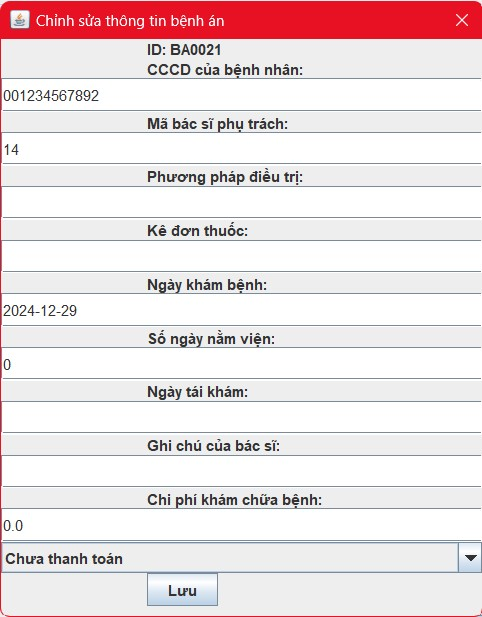 Chỉnh sửa thông tin bệnh án
ID: BA0021
CCCD của bệnh nhân:
001234567892
Mã bác sĩ phụ trách:
14
Phương pháp điều trị:
Kê đơn thuốc:
Ngày khám bệnh:
2024-12-29
Số ngày nằm viện:
0
Ngày tái khám:
Ghi chú của bác sĩ:
Chi phí khám chữa bệnh:
0.0
Chưa thanh toán
Lưu